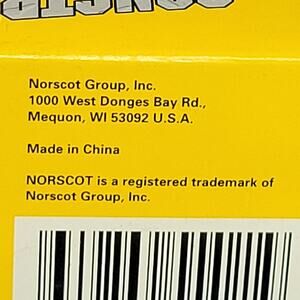 Norscot Group, Inc.
1000 West Donges Bay Rd.,
Mequon, WI 53092 U.S.A.
Made in China
NORSCOT is a registered trademark of
Norscot Group, Inc.